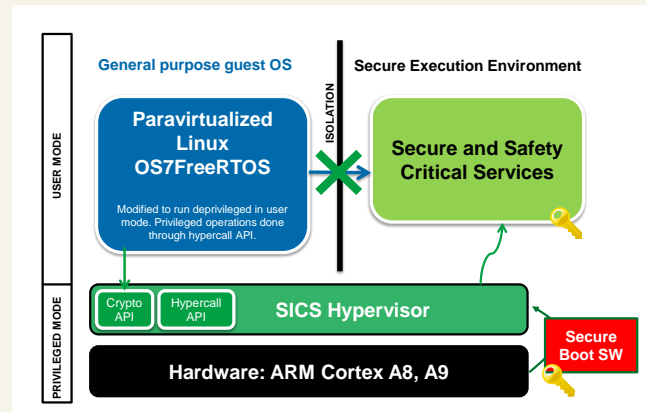 General purpose guest OS
Secure Execution Environment
USER MODE
ISOLATION
Paravirtualized
Linux
OS7FreeRTOS
Modified to run deprivileged in user
mode. Privileged operations done
through hypercall API.
Secure and Safety
Critical Services
PRIVILEGED MODE
Crypto
API
Hypercall
API
SICS Hypervisor
Secure
Boot SW
Hardware: ARM Cortex A8, A9